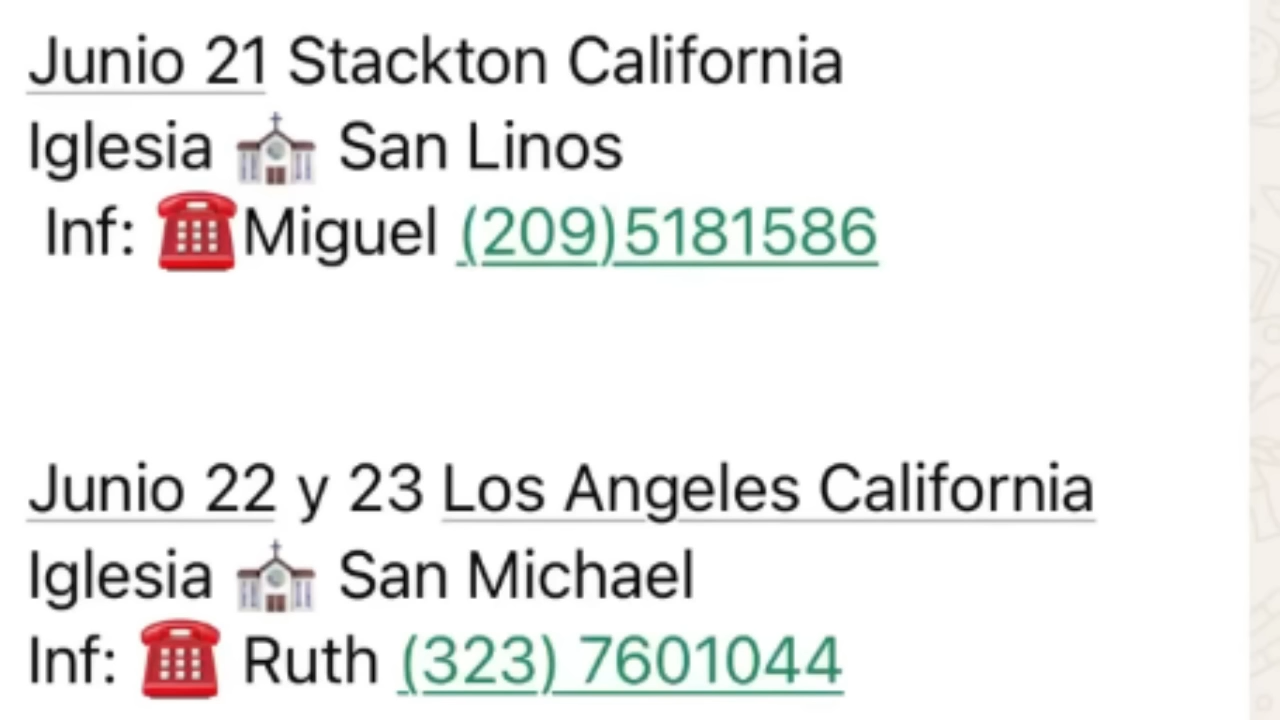 Junio 21 Stackton California
Iglesia ⛪ San Linos
Inf: ☎️Miguel (209)5181586
Junio 22 y 23 Los Angeles California
Iglesia ⛪ San Michael
Inf: ☎️ Ruth (323) 7601044